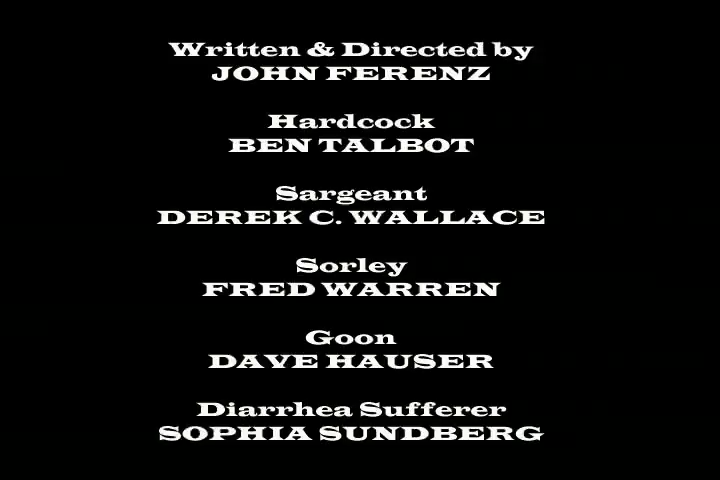 Written & Directed by
JOHN FERENZ
Hardcock
BEN TALBOT
Sargeant
DEREK C. WALLACE
Sorley
FRED WARREN
Goon
DAVE HAUSER
Diarrhea Sufferer
SOPHIA SUNDBERG